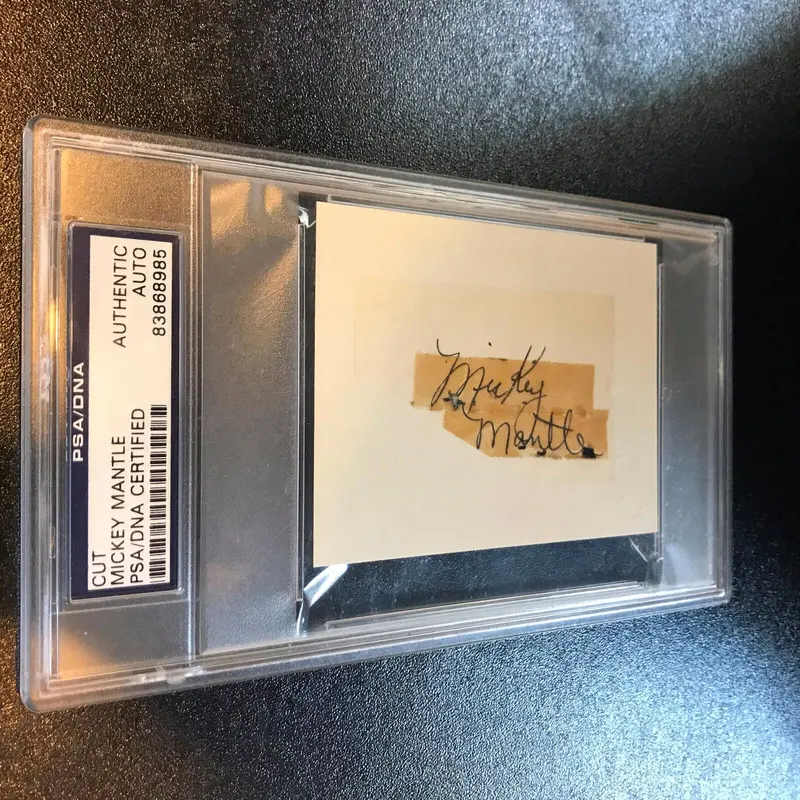 PSA/DNA
CUT
MICKEY MANTLE
PSA/DNA CERTIFIED
AUTHENTIC
AUTO
83868985
Mickey
Mantle